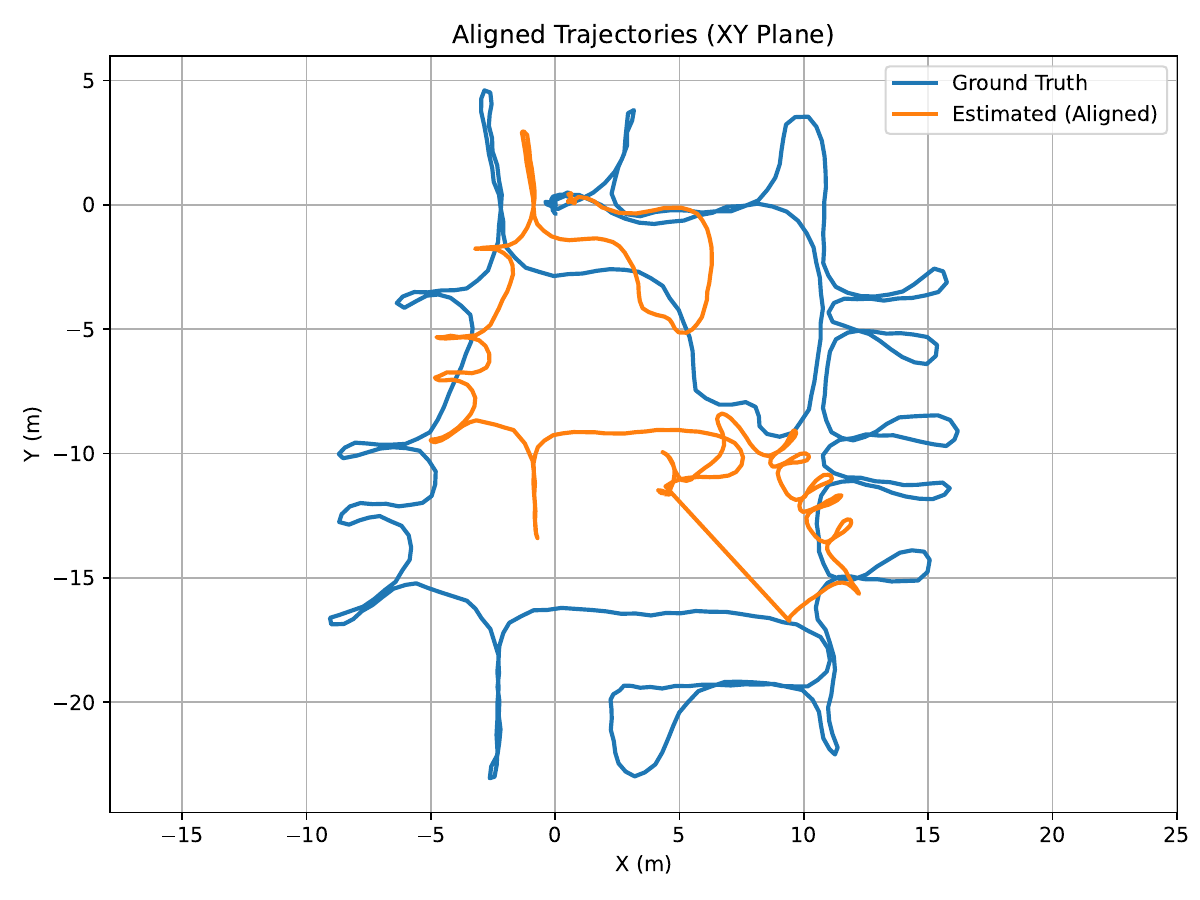 Aligned Trajectories (XY Plane)
Ground Truth
Estimated (Aligned)
5
0
−5
−10
−15
−20
Y (m)
−15 −10 −5 0 5 10 15 20 25
X (m)